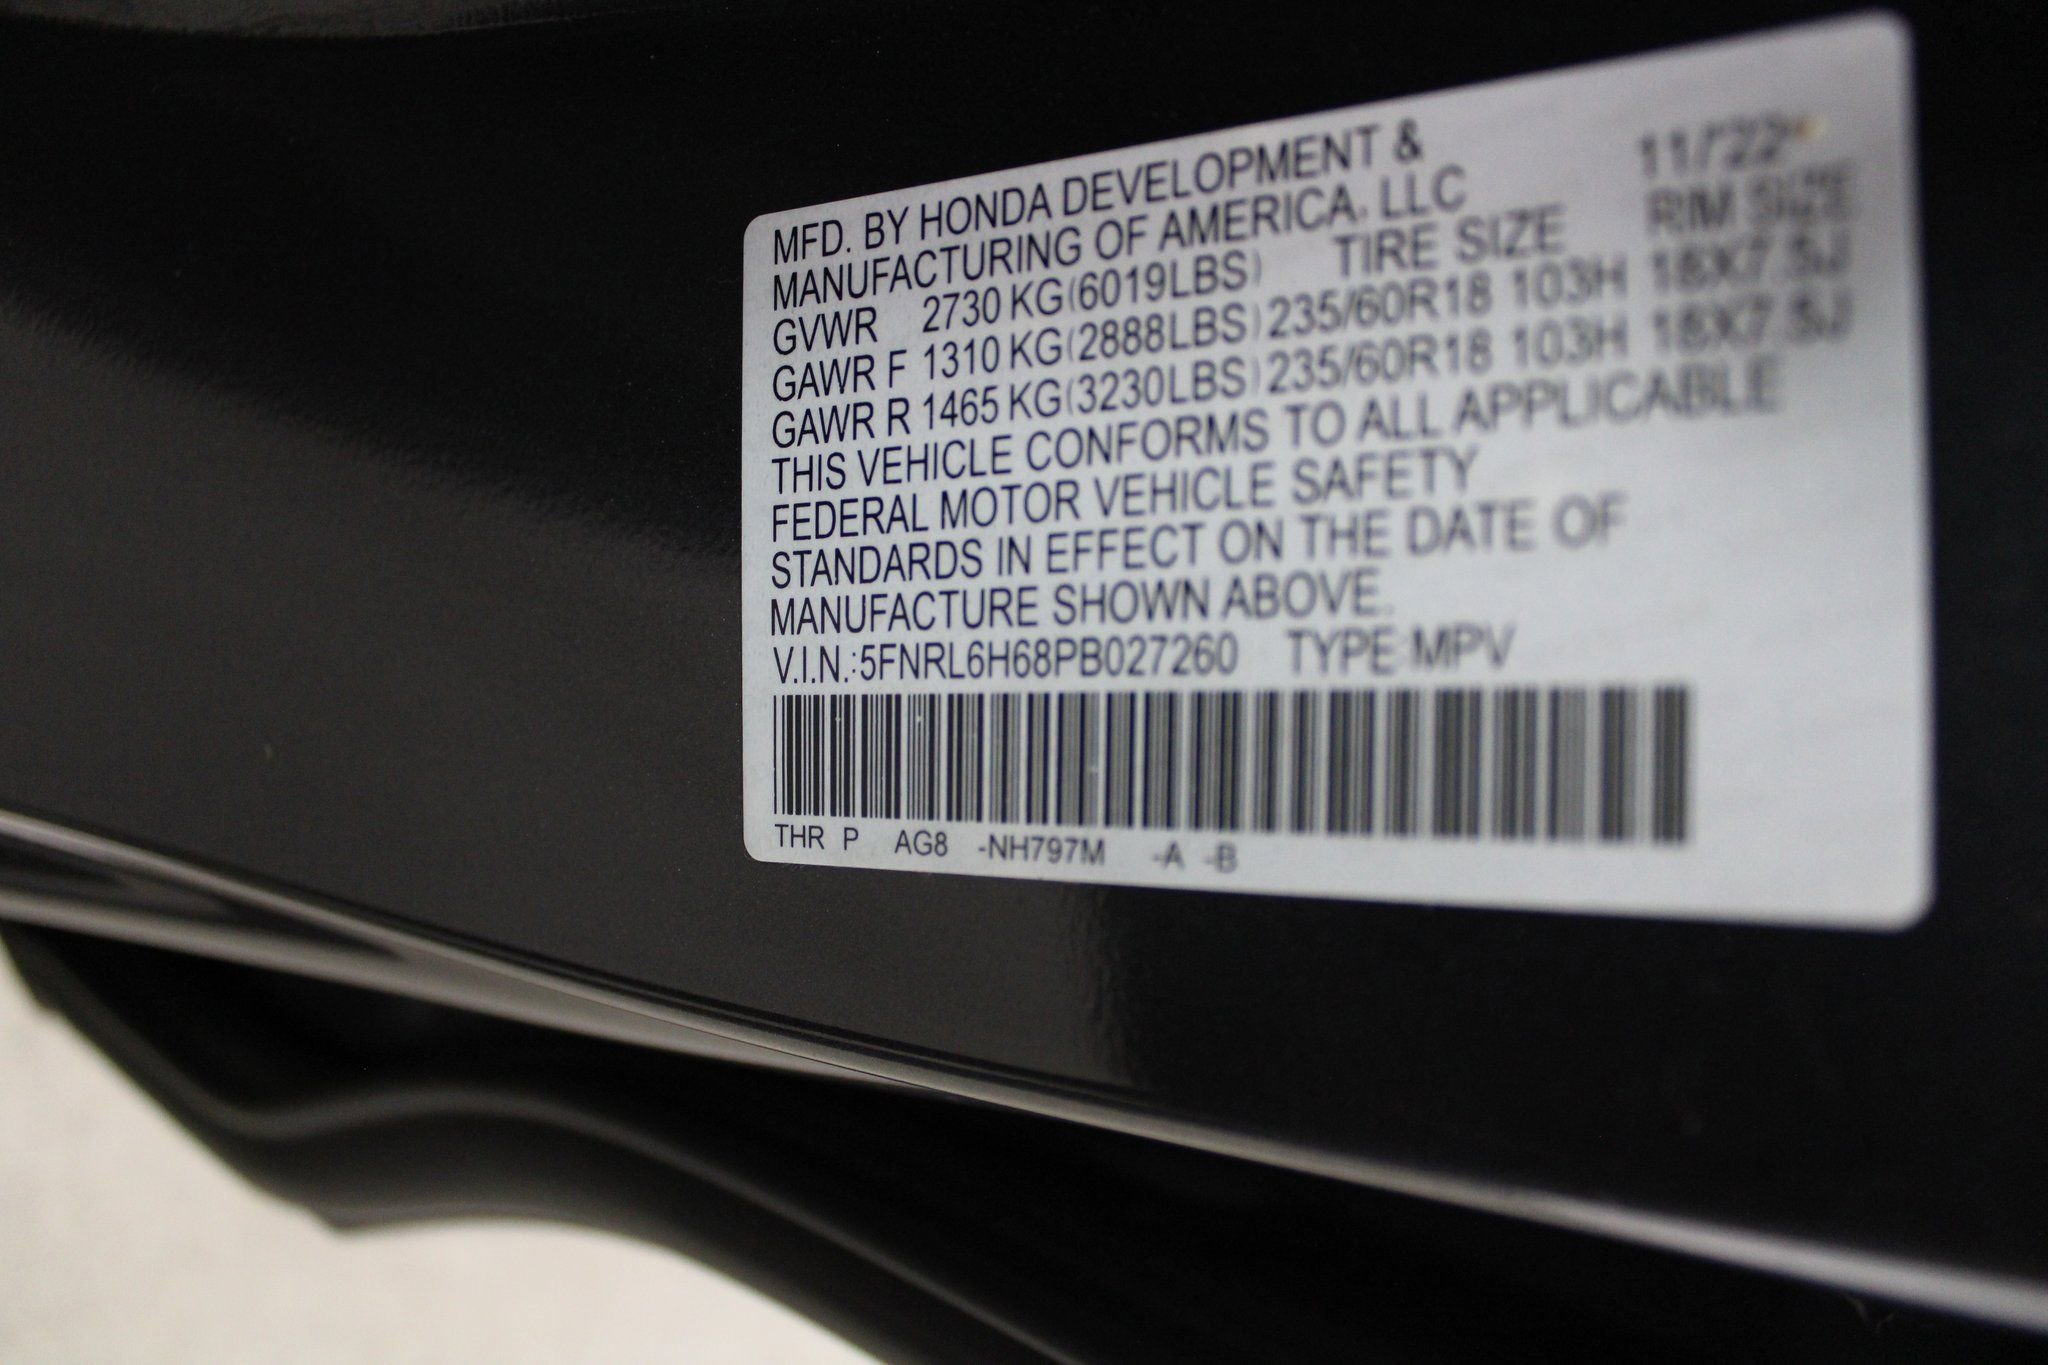 11/22
MFD. BY HONDA DEVELOPMENT &
MANUFACTURING OF AMERICA, LLC
GVWR 2730 KG(6019LBS) TIRE SIZE RIM SIZE
GAWR F 1310 KG(2888LBS) 235/60R18 103H 18X7.5J
GAWR R 1465 KG(3230LBS) 235/60R18 103H 18X7.5J
THIS VEHICLE CONFORMS TO ALL APPLICABLE
FEDERAL MOTOR VEHICLE SAFETY
STANDARDS IN EFFECT ON THE DATE OF
MANUFACTURE SHOWN ABOVE.
V.I.N.:5FNRL6H68PB027260 TYPE:MPV
THR P AG8 -NH797M -A -B